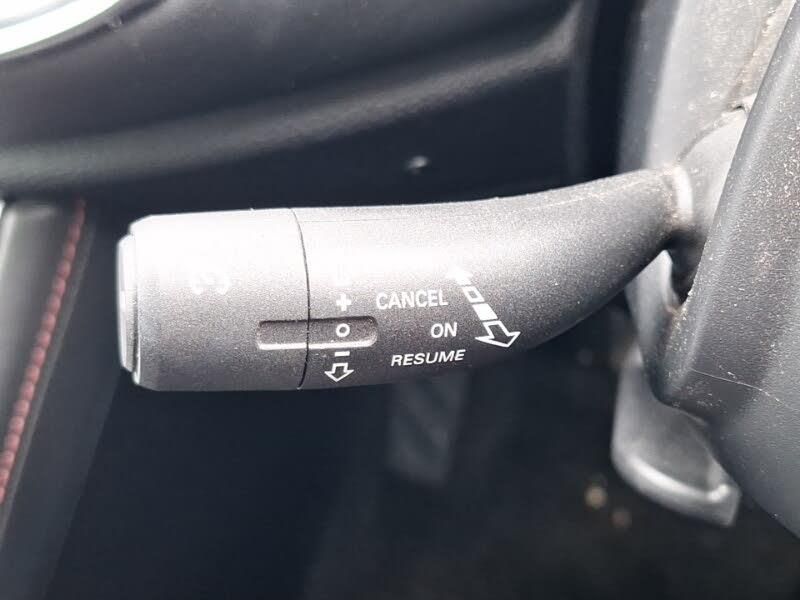 + CANCEL
O ON
- RESUME